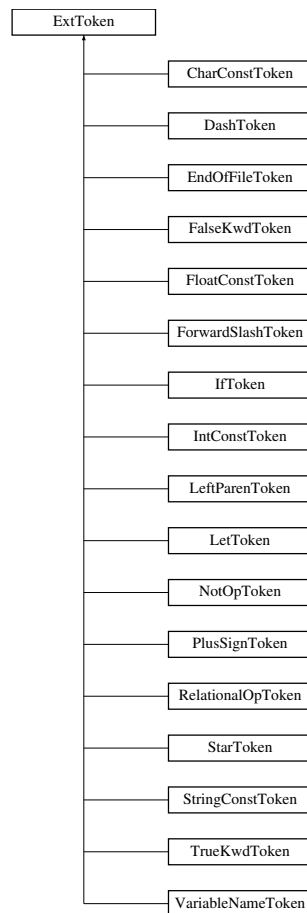 ExtToken
CharConstToken
DashToken
EndOfFileToken
FalseKwdToken
FloatConstToken
ForwardSlashToken
IfToken
IntConstToken
LeftParenToken
LetToken
NotOpToken
PlusSignToken
RelationalOpToken
StarToken
StringConstToken
TrueKwdToken
VariableNameToken